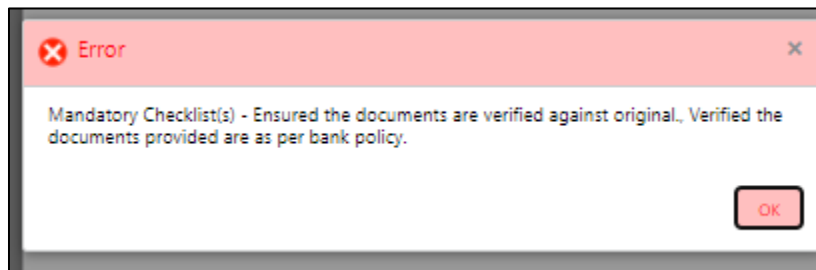 Error
Mandatory Checklist(s) - Ensured the documents are verified against original., Verified the
documents provided are as per bank policy.
OK